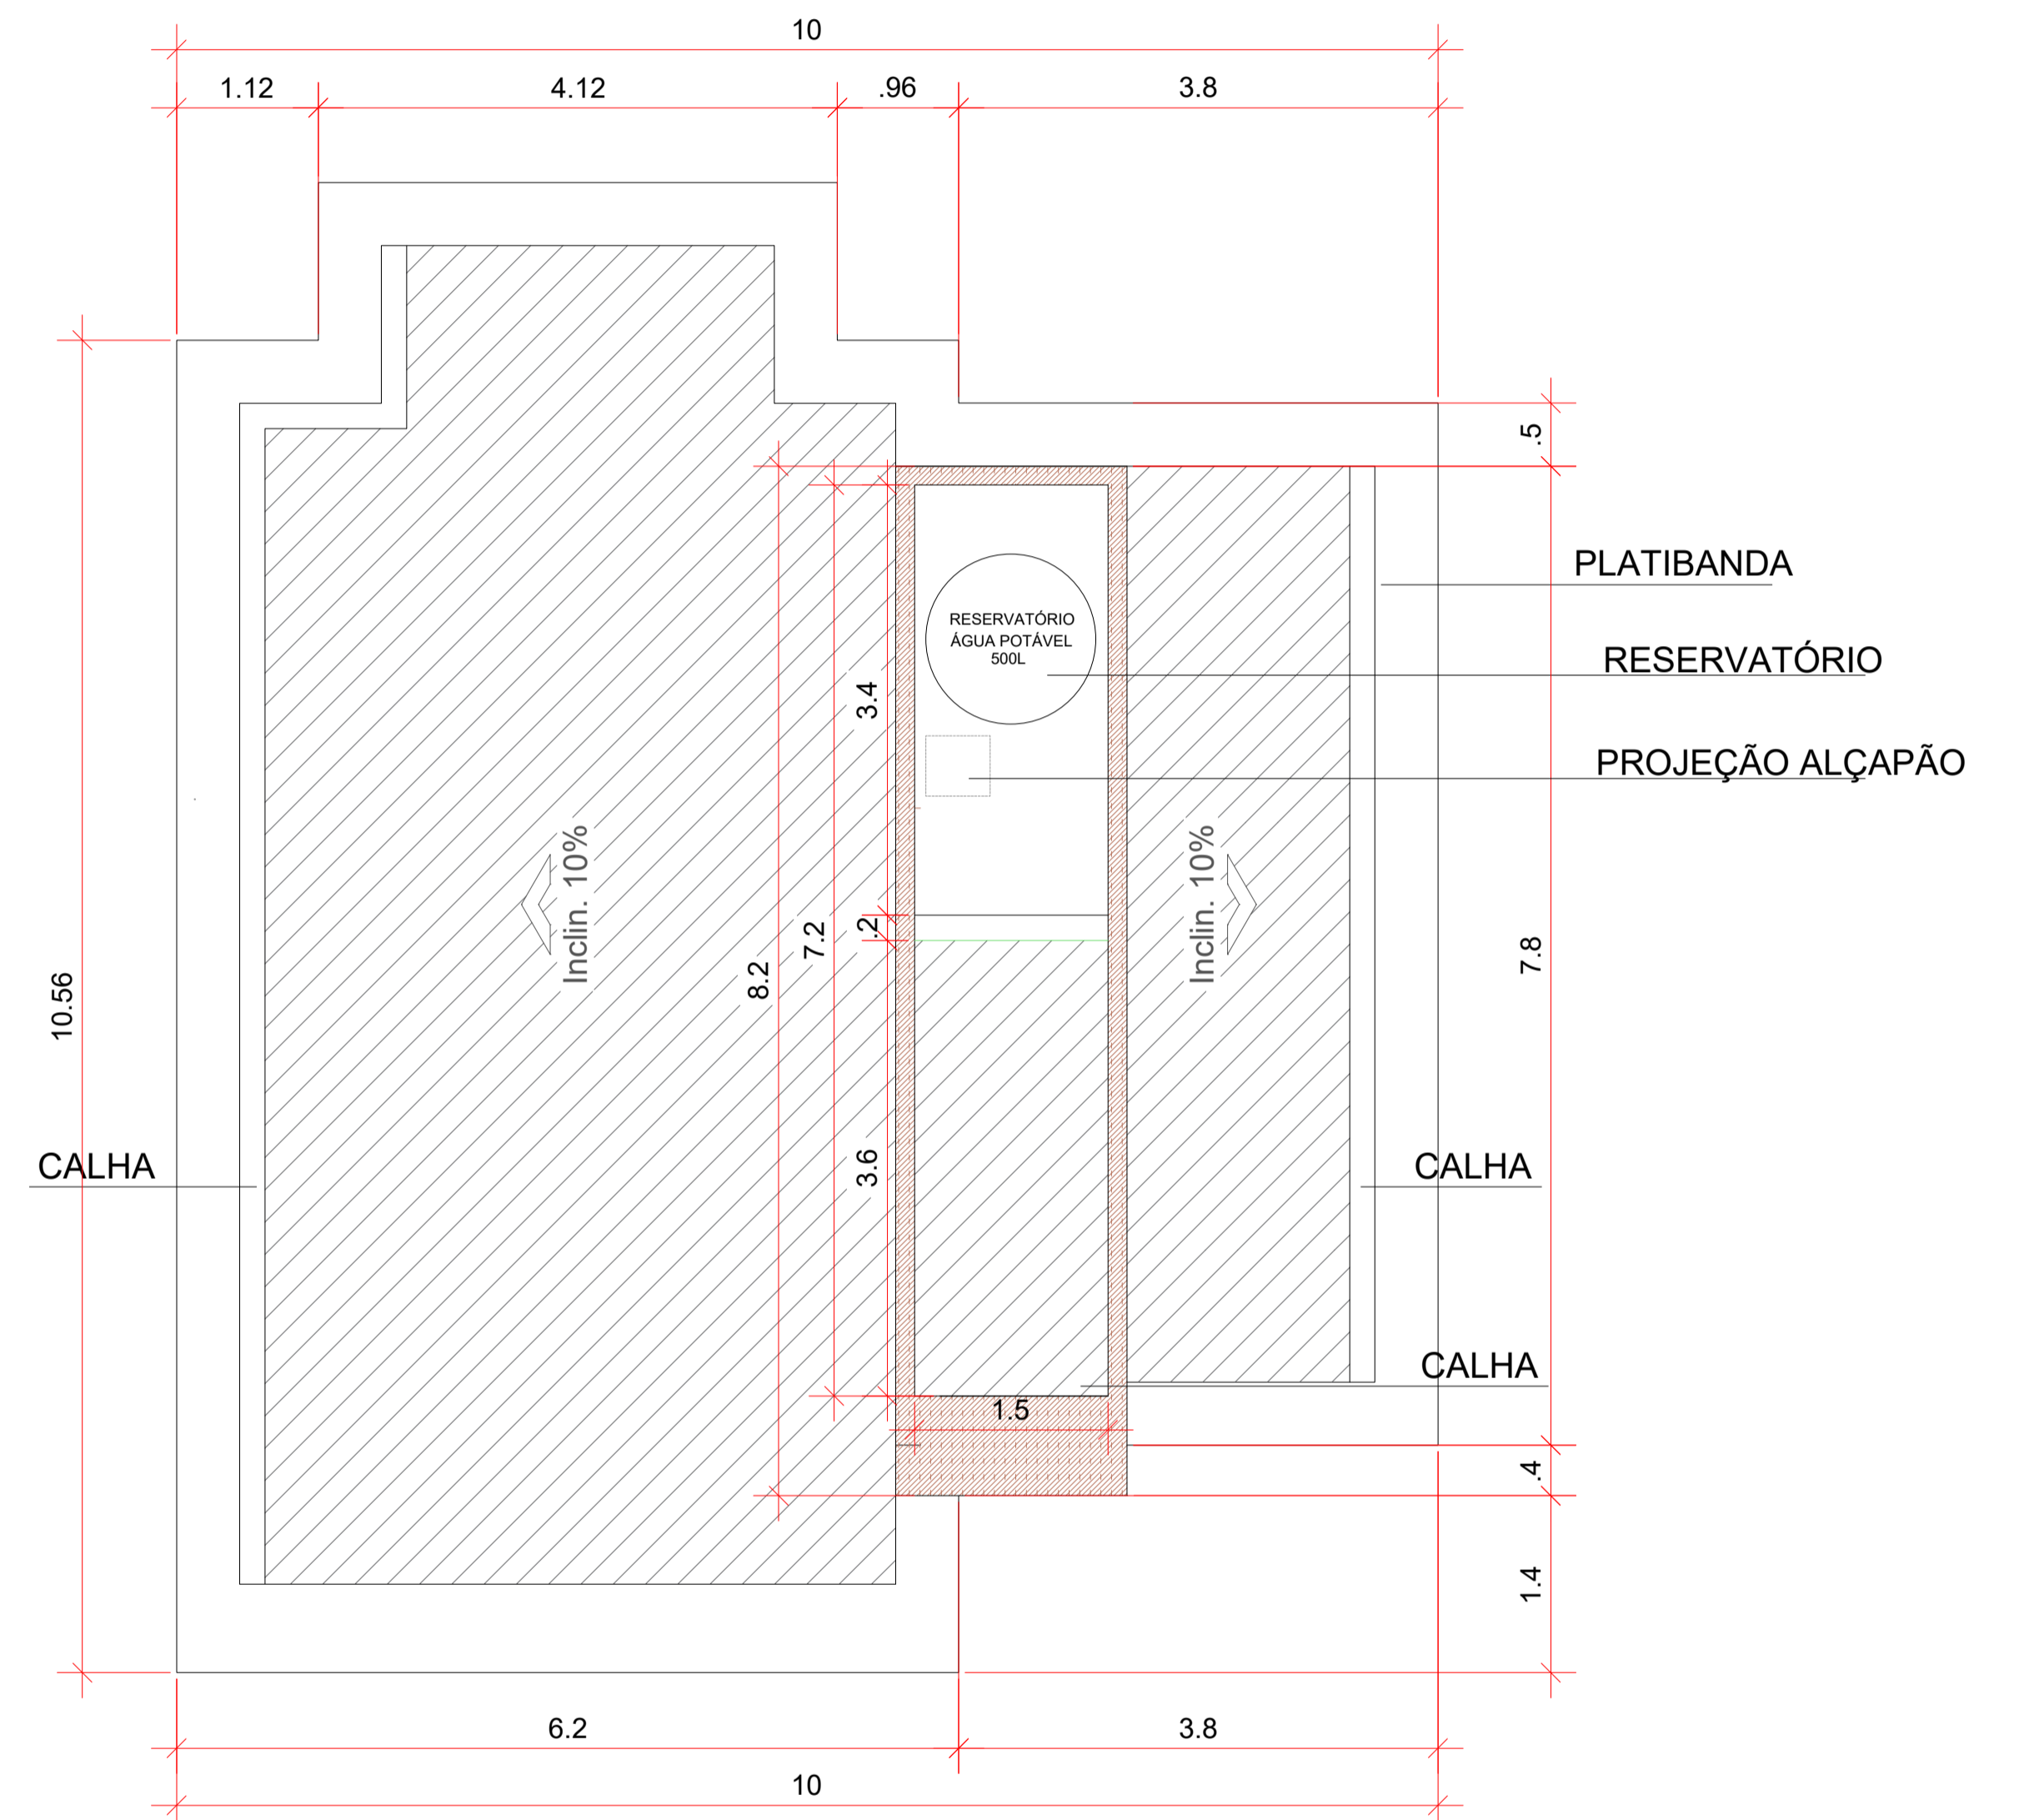 10
1.12
4.12
.96
3.8
.5
PLATIBANDA
RESERVATÓRIO
ÁGUA POTÁVEL
500L
RESERVATÓRIO
3.4
PROJEÇÃO ALÇAPÃO
Inclin. 10%
Inclin. 10%
.2
7.2
8.2
7.8
10.56
CALHA
3.6
CALHA
CALHA
1.5
.4
1.4
6.2
3.8
10